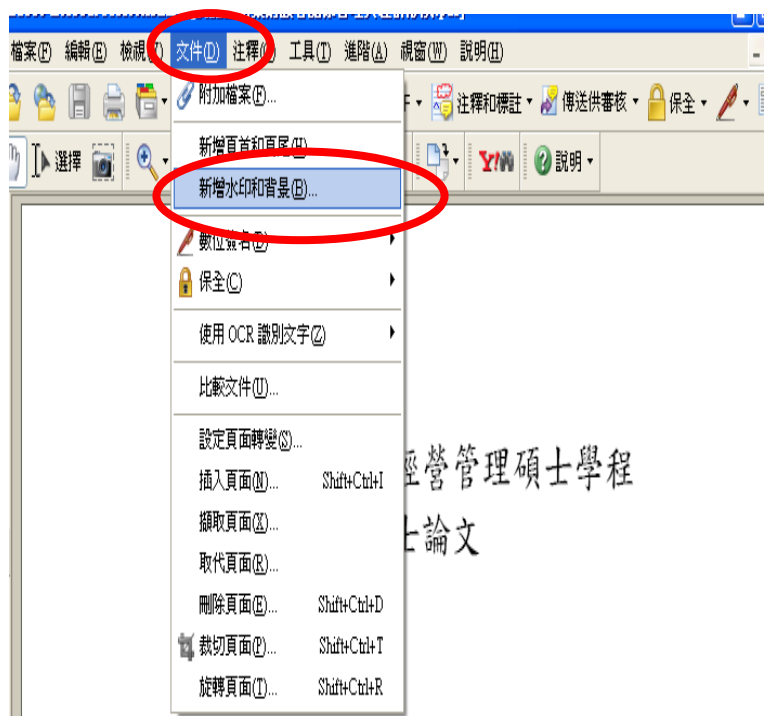 檔案(F) 編輯(E) 檢視(V) 文件(D) 注釋(C) 工具(T) 進階(A) 視窗(W) 說明(H)
注釋和標註 傳送供審核 保全
選擇 Y! 說明
附加檔案(F)...
新增頁首和頁尾(H)...
新增水印和背景(B)...
數位簽名(D)
保全(C)
使用 OCR 識別文字(Z)
比較文件(U)...
設定頁面轉變(S)...
插入頁面(N)... Shift+Ctrl+I
擷取頁面(X)...
取代頁面(R)...
刪除頁面(E)... Shift+Ctrl+D
裁切頁面(P)... Shift+Ctrl+T
旋轉頁面(T)... Shift+Ctrl+R
經營管理碩士學程
士論文